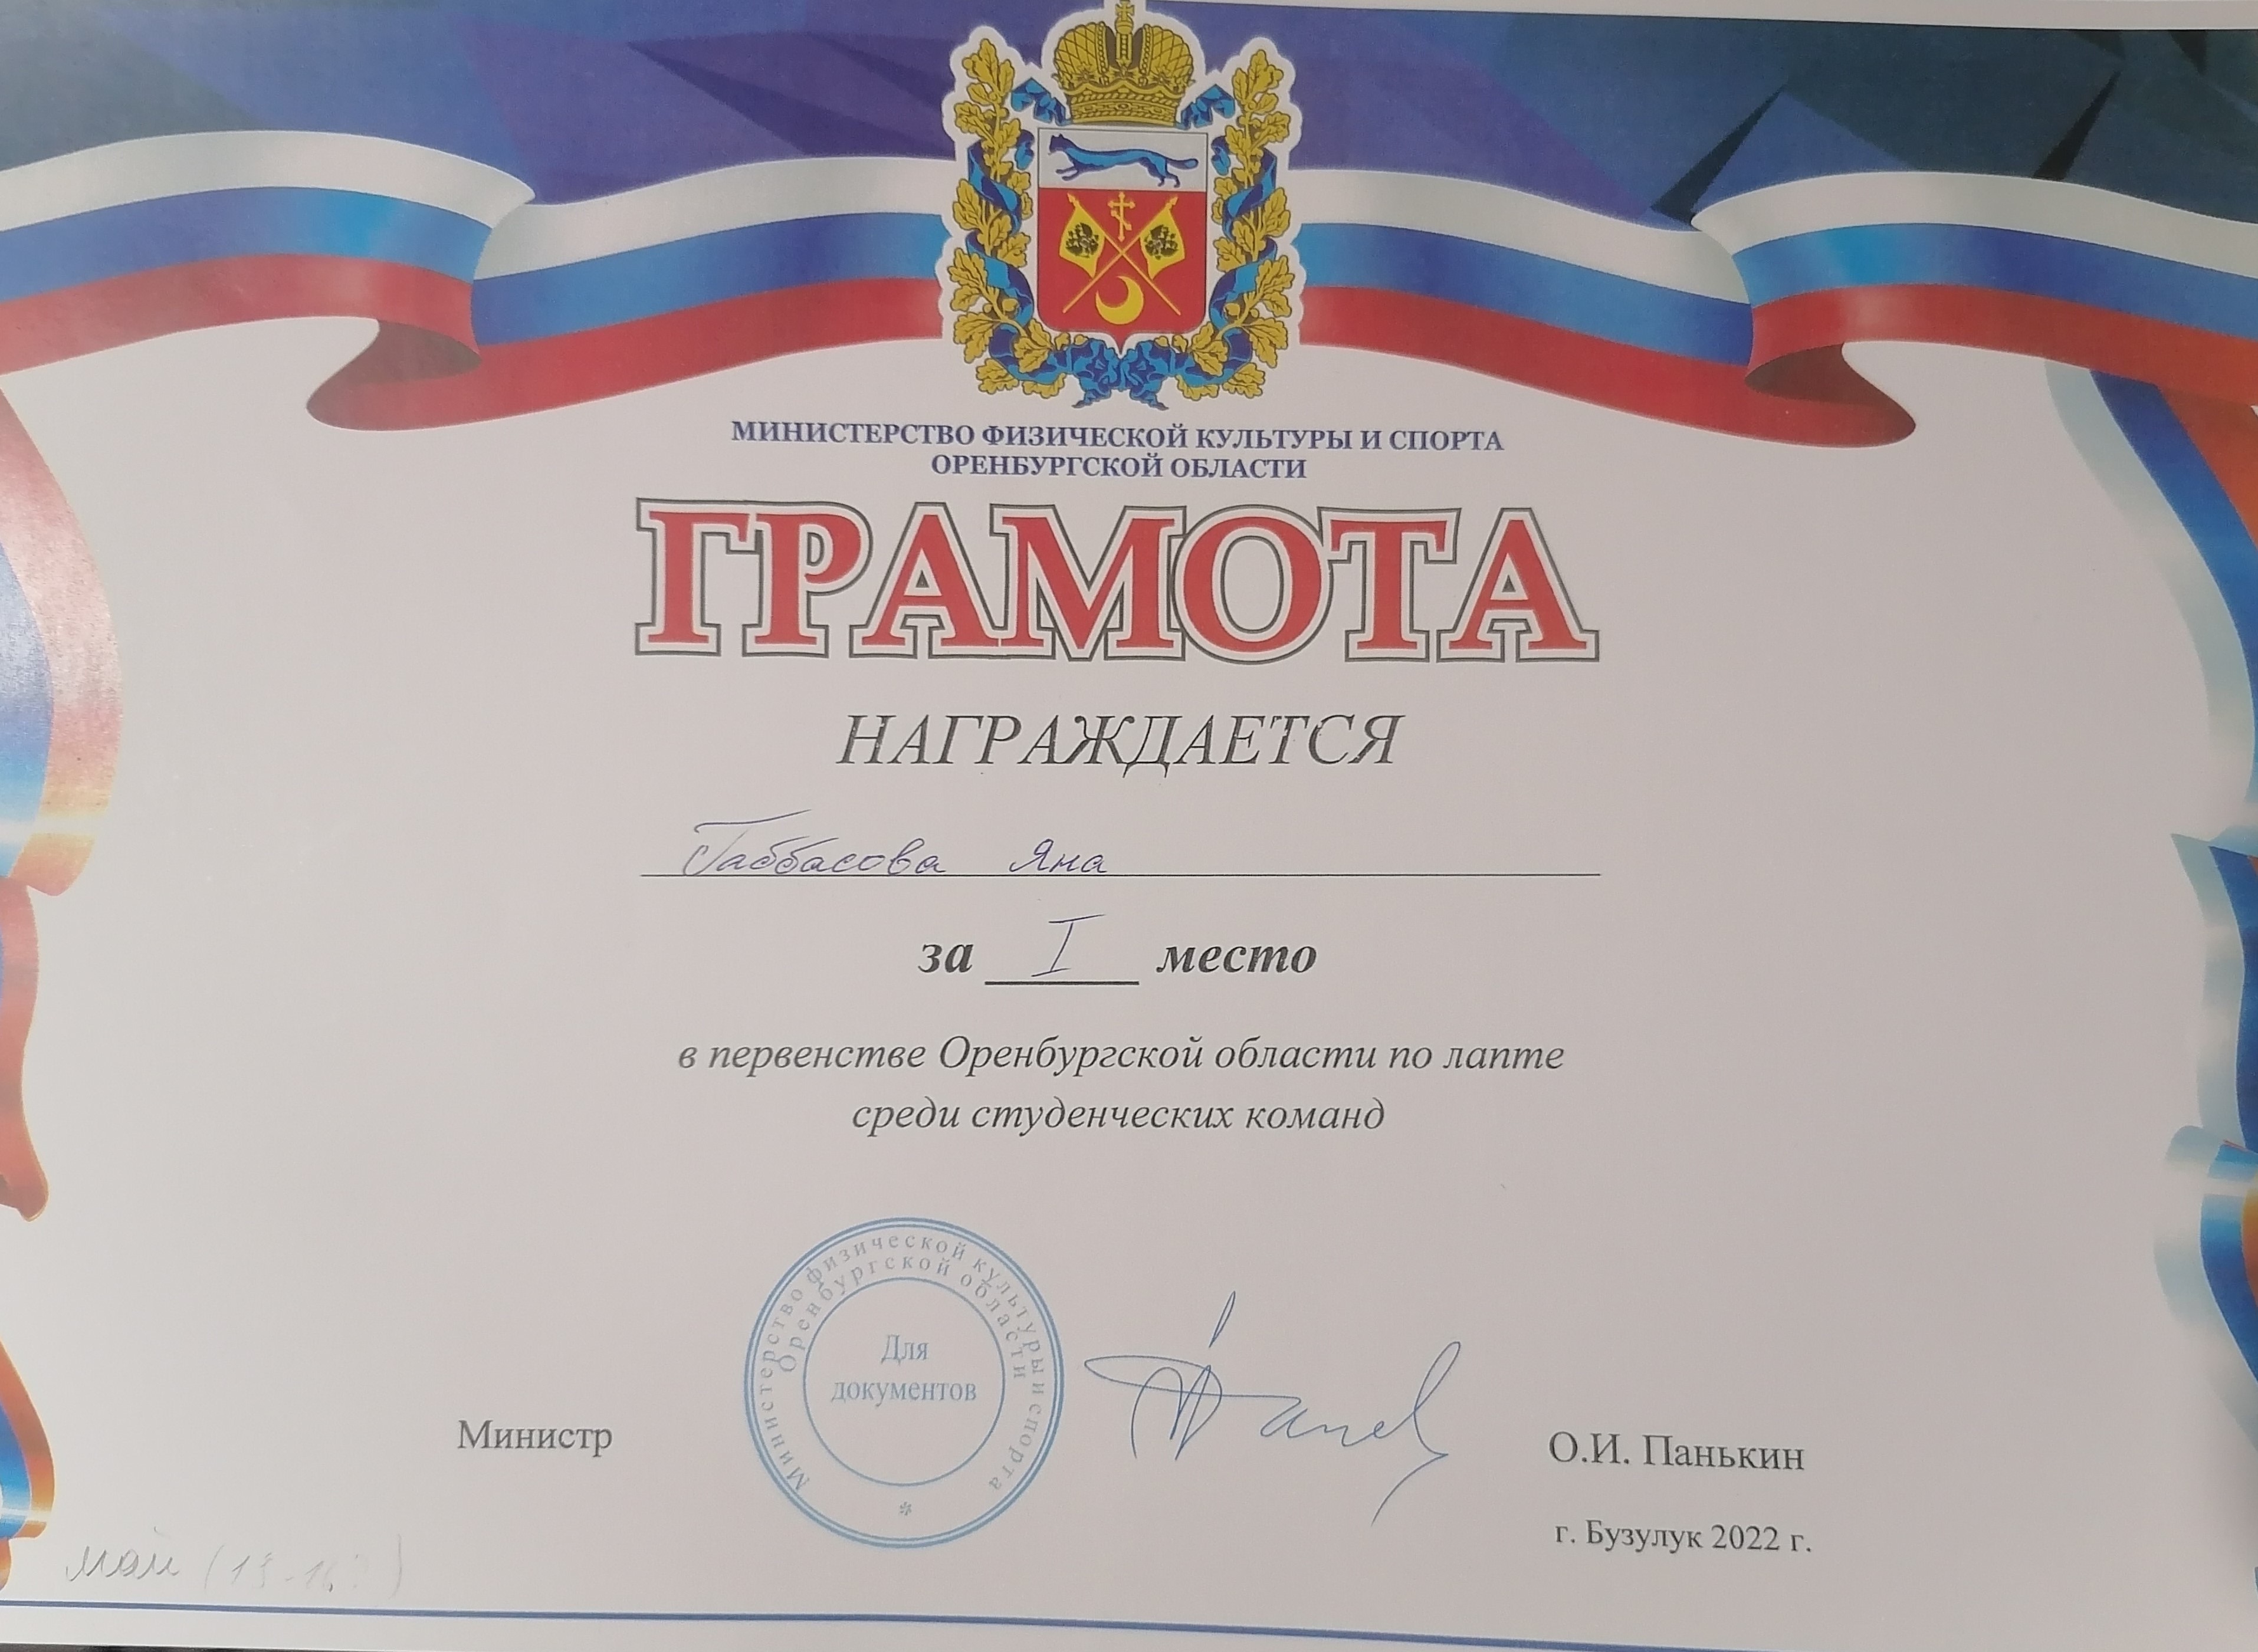 МИНИСТЕРСТВО ФИЗИЧЕСКОЙ КУЛЬТУРЫ И СПОРТА
ОРЕНБУРГСКОЙ ОБЛАСТИ
ГРАМОТА
НАГРАЖДАЕТСЯ
Габбасова Яна
за I место
в первенстве Оренбургской области по лапте
среди студенческих команд
Министерство физической культуры и спорта
Оренбургской области
Для
документов
*
Министр
О.И. Панькин
г. Бузулук 2022 г.
май